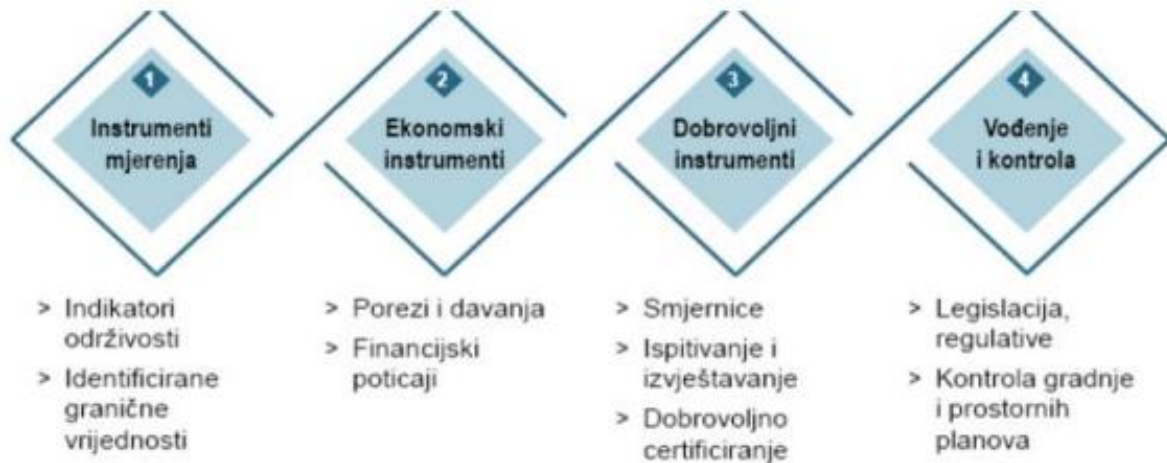 1
Instrumenti
mjerenja
> Indikatori
održivosti
> Identificirane
granične
vrijednosti
2
Ekonomski
instrumenti
> Porezi i davanja
> Financijski
poticaji
3
Dobrovoljni
instrumenti
> Smjernice
> Ispitivanje i
izvještavanje
> Dobrovoljno
certificiranje
4
Vođenje
i kontrola
> Legislacija,
regulative
> Kontrola gradnje
i prostornih
planova